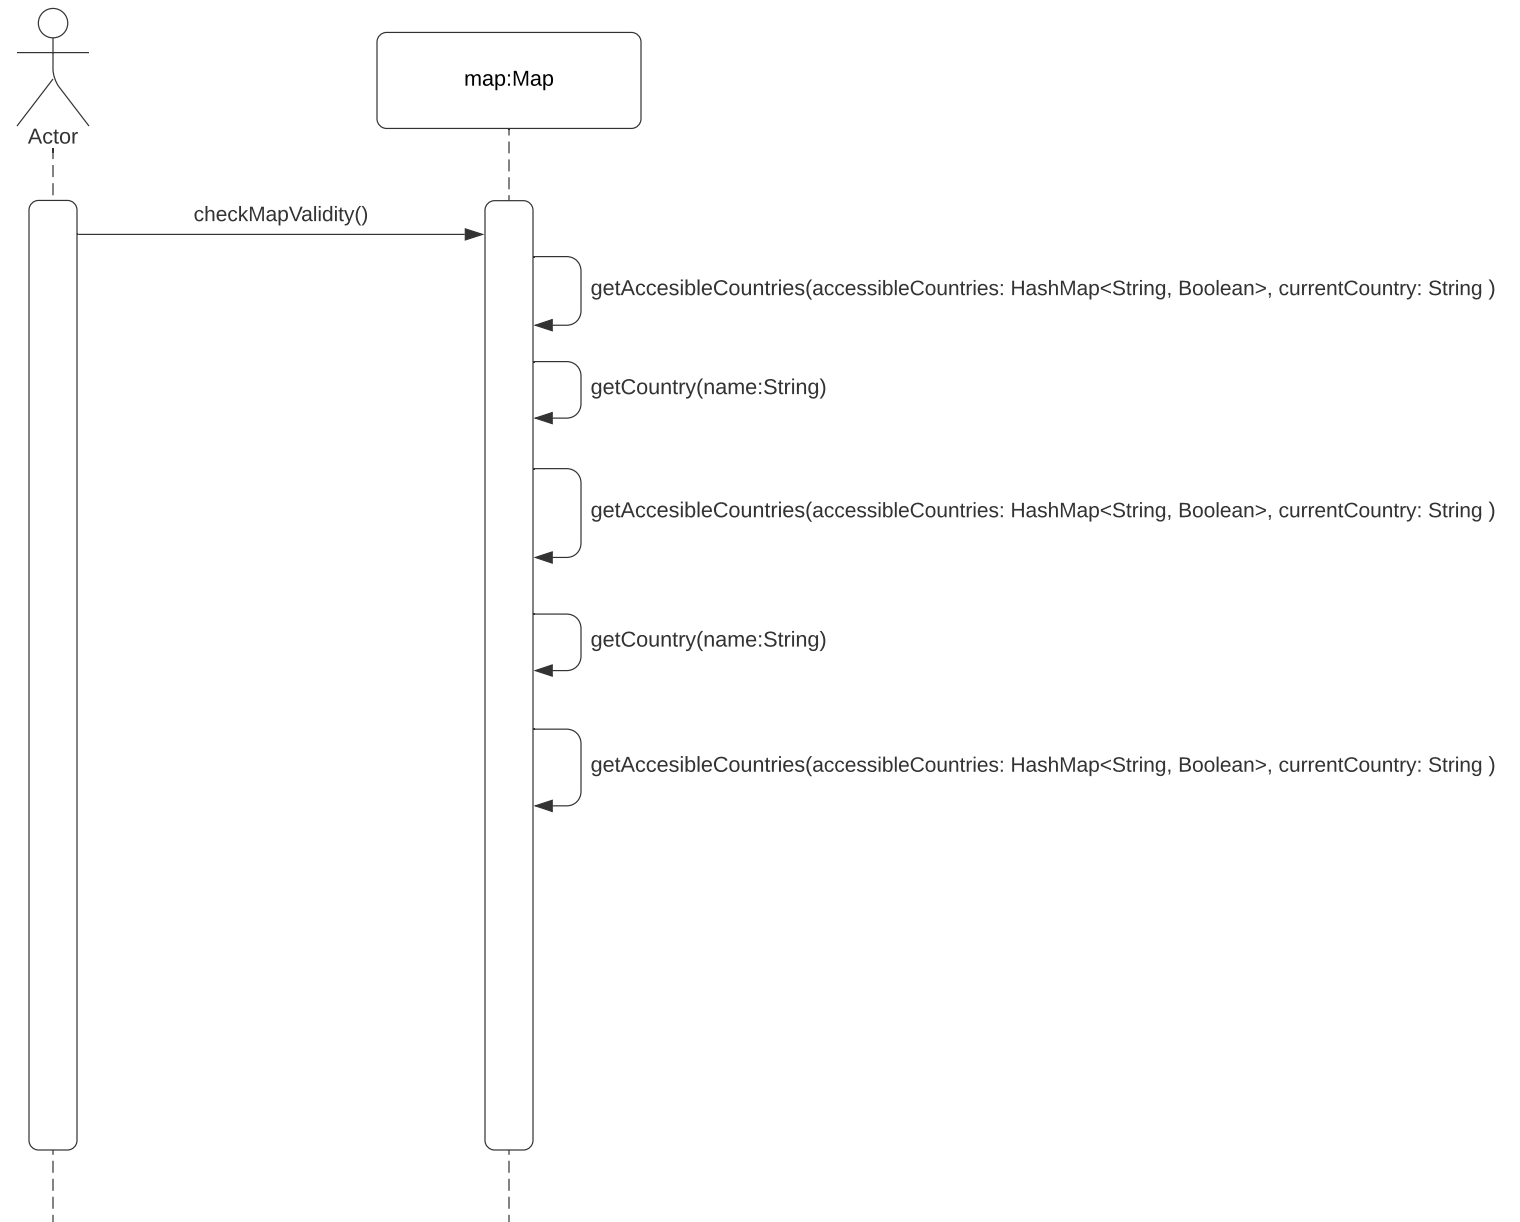 Actor
map:Map
checkMapValidity()
getAccesibleCountries(accessibleCountries: HashMap<String, Boolean>, currentCountry: String )
getCountry(name:String)
getAccesibleCountries(accessibleCountries: HashMap<String, Boolean>, currentCountry: String )
getCountry(name:String)
getAccesibleCountries(accessibleCountries: HashMap<String, Boolean>, currentCountry: String )